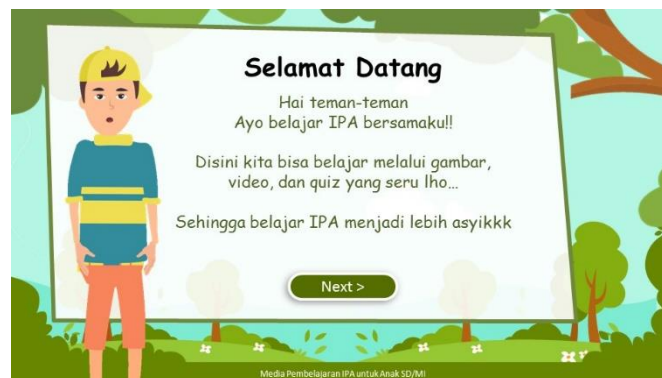 Selamat Datang
Hai teman-teman
Ayo belajar IPA bersamaku!!
Disini kita bisa belajar melalui gambar,
video, dan quiz yang seru lho...
Sehingga belajar IPA menjadi lebih asyikkk
Next >
Media Pembelajaran IPA untuk Anak SD/MI